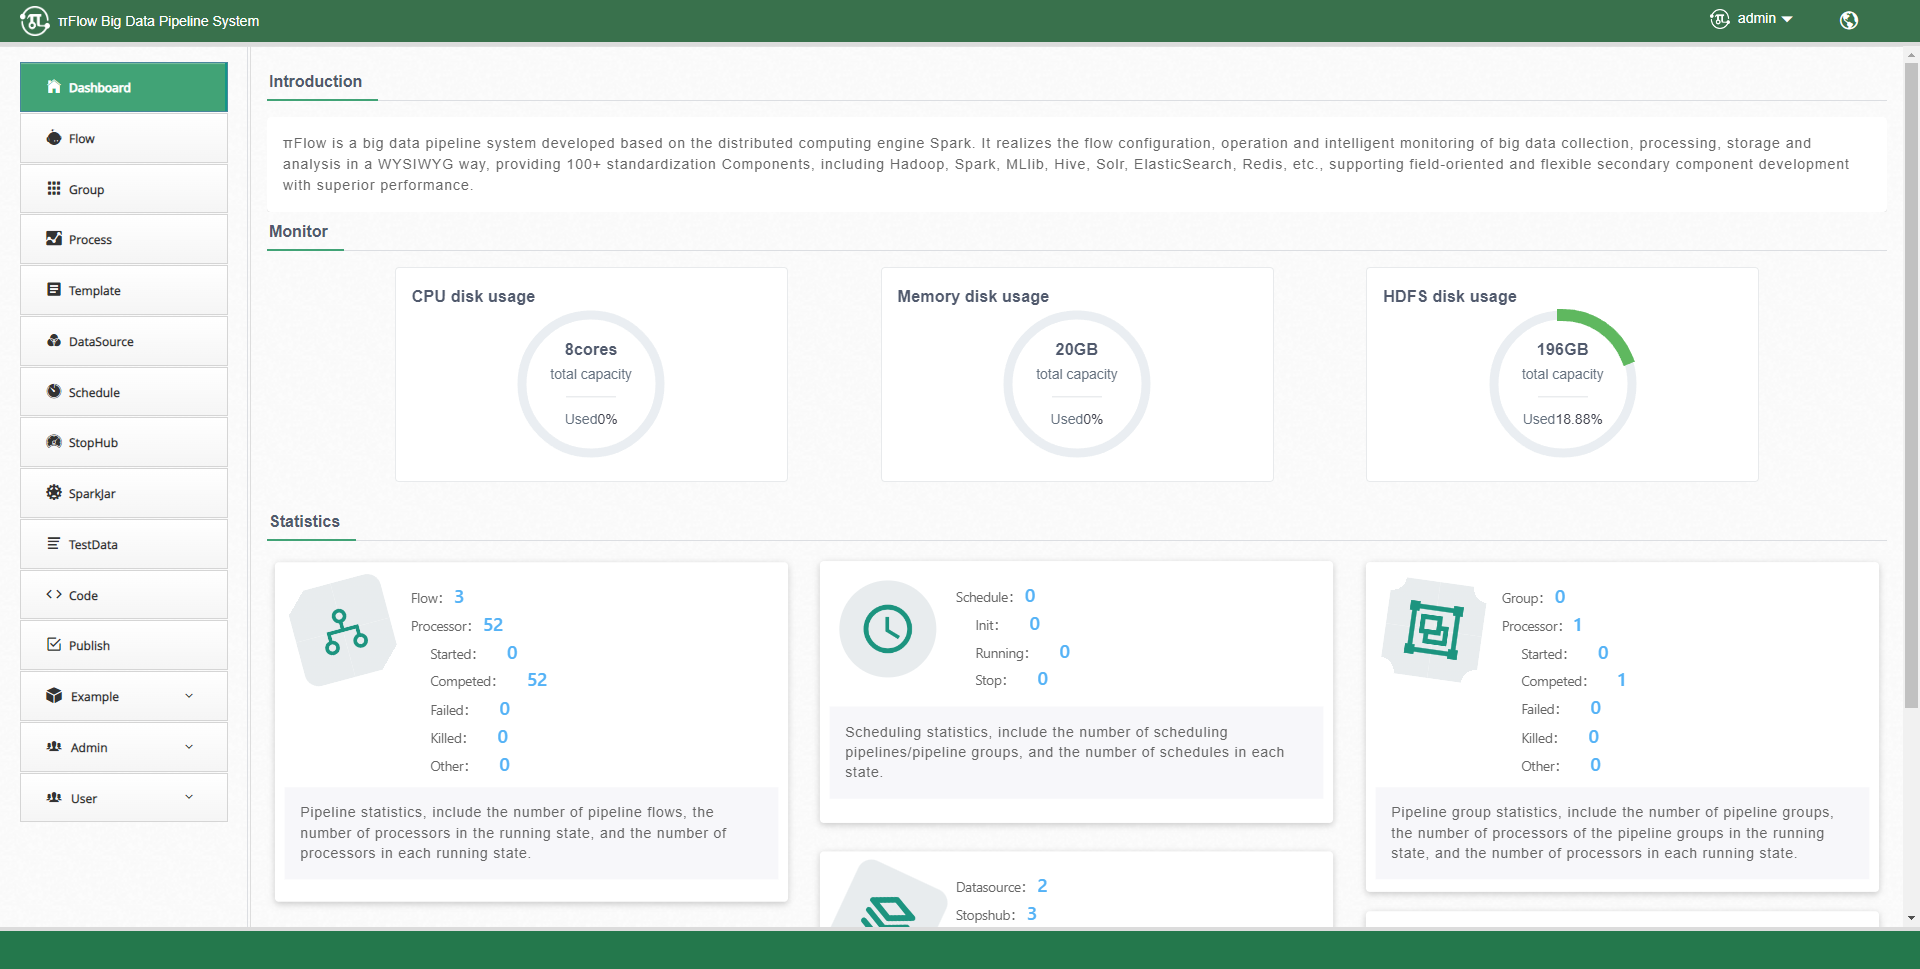 πFlow Big Data Pipeline System
admin
Dashboard
Flow
Group
Process
Template
DataSource
Schedule
StopHub
SparkJar
TestData
Code
Publish
Example
Admin
User
Introduction
πFlow is a big data pipeline system developed based on the distributed computing engine Spark. It realizes the flow configuration, operation and intelligent monitoring of big data collection, processing, storage and
analysis in a WYSIWYG way, providing 100+ standardization Components, including Hadoop, Spark, MLlib, Hive, Solr, ElasticSearch, Redis, etc., supporting field-oriented and flexible secondary component development
with superior performance.
Monitor
CPU disk usage
8cores
total capacity
Used0%
Memory disk usage
20GB
total capacity
Used0%
HDFS disk usage
196GB
total capacity
Used18.88%
Statistics
Flow: 3
Processor: 52
Started: 0
Competed: 52
Failed: 0
Killed: 0
Other: 0
Pipeline statistics, include the number of pipeline flows, the
number of processors in the running state, and the number of
processors in each running state.
Schedule: 0
Init: 0
Running: 0
Stop: 0
Scheduling statistics, include the number of scheduling
pipelines/pipeline groups, and the number of schedules in each
state.
Datasource: 2
Stopshub: 3
Group: 0
Processor: 1
Started: 0
Competed: 1
Failed: 0
Killed: 0
Other: 0
Pipeline group statistics, include the number of pipeline groups,
the number of processors of the pipeline groups in the running
state, and the number of processors in each running state.